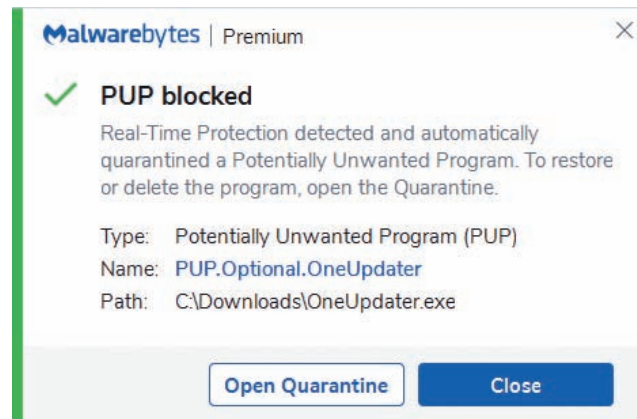 Malwarebytes | Premium
PUP blocked
Real-Time Protection detected and automatically
quarantined a Potentially Unwanted Program. To restore
or delete the program, open the Quarantine.
Type: Potentially Unwanted Program (PUP)
Name: PUP.Optional.OneUpdater
Path: C:\Downloads\OneUpdater.exe
Open Quarantine Close